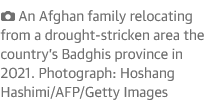 An Afghan family relocating
from a drought-stricken area the
country's Badghis province in
2021. Photograph: Hoshang
Hashimi/AFP/Getty Images